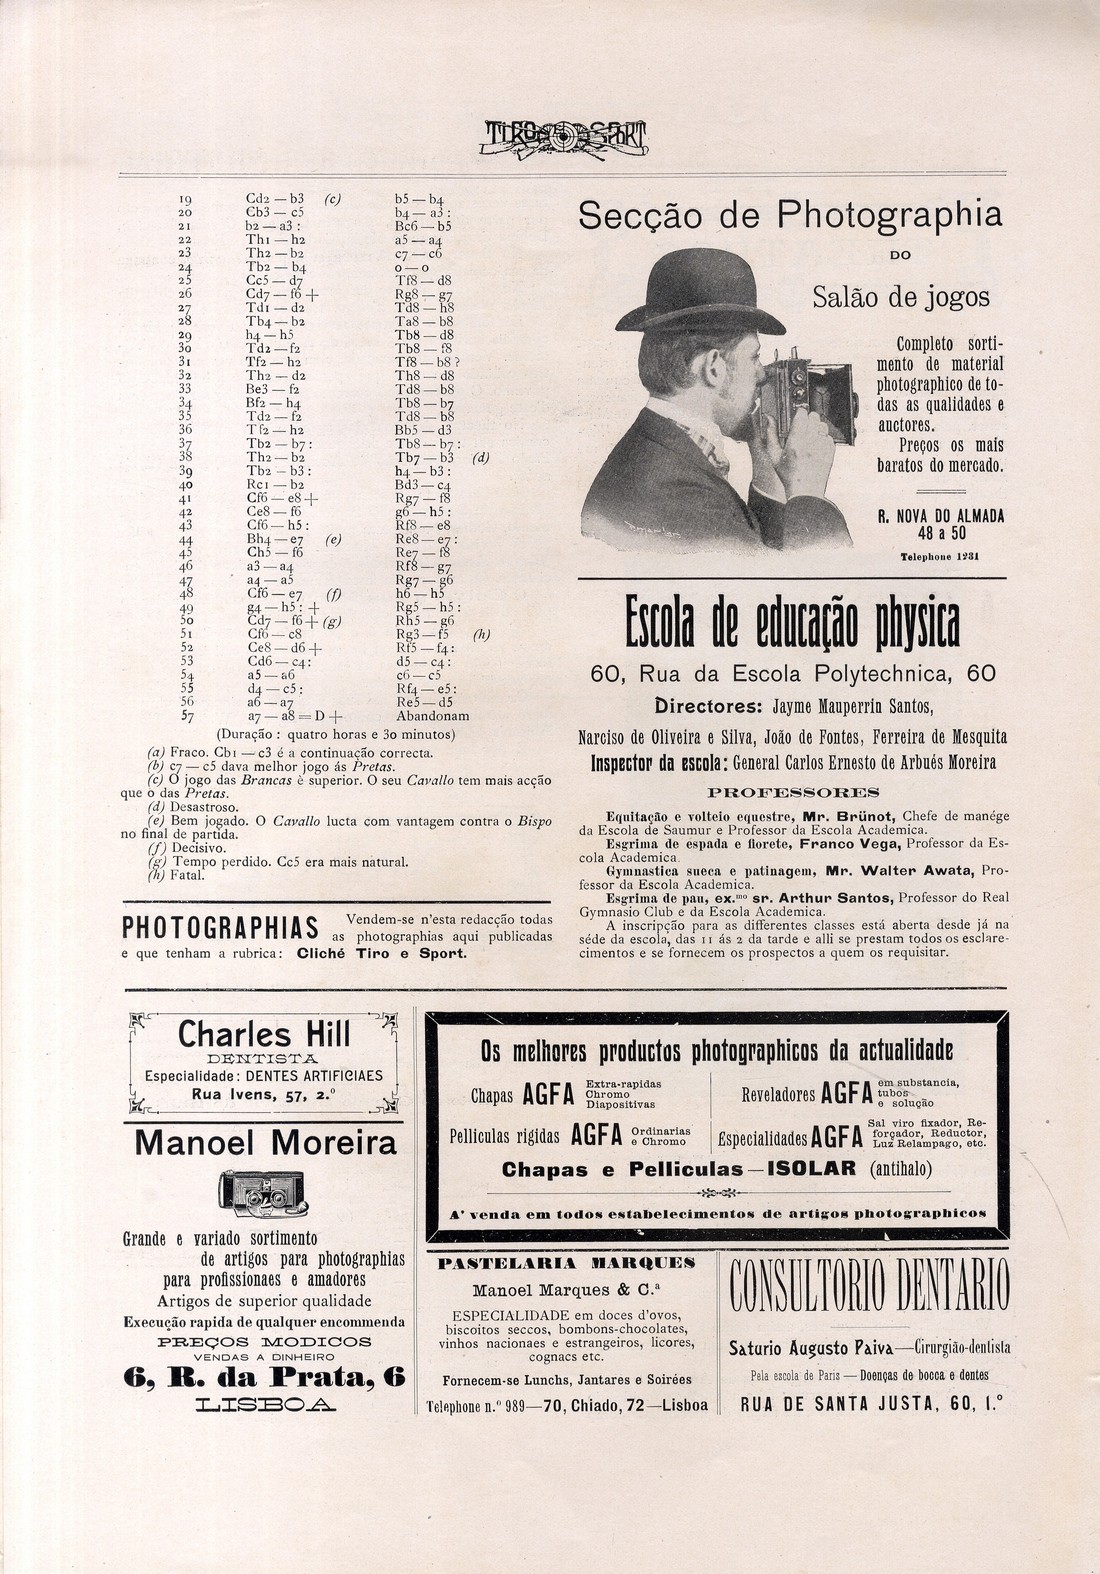 TIRO E SPORT
19 Cd2 — b3 (c) b5 — b4
20 Cb3 — c5 b4 — a3 :
21 b2 — a3 : Bc6 — b5
22 Th1 — h2 a5 — a4
23 Th2 — b2 c7 — c6
24 Tb2 — b4 o — o
25 Cc5 — d7 Tf8 — d8
26 Cd7 — f6 + Rg8 — g7
27 Td1 — d2 Td8 — h8
28 Tb4 — b2 Ta8 — b8
29 h4 — h5 Tb8 — d8
30 Td2 — f2 Tb8 — f8
31 Tf2 — h2 Tf8 — b8 ?
32 Th2 — d2 Th8 — d8
33 Be3 — f2 Td8 — b8
34 Bf2 — h4 Tb8 — b7
35 Td2 — f2 Td8 — b8
36 Tf2 — h2 Bb5 — d3
37 Tb2 — b7 : Tb8 — b7 :
38 Th2 — b2 Tb7 — b3 (d)
39 Tb2 — b3 : h4 — b3 :
40 Rc1 — b2 Bd3 — c4
41 Cf6 — e8 + Rg7 — f8
42 Ce8 — f6 g6 — h5 :
43 Cf6 — h5 : Rf8 — e8
44 Bh4 — e7 (e) Re8 — e7 :
45 Ch5 — f6 Re7 — f8
46 a3 — a4 Rf8 — g7
47 a4 — a5 Rg7 — g6
48 Cf6 — e7 (f) h6 — h5
49 g4 — h5 : + Rg5 — h5 :
50 Cd7 — f6 + (g) Rh5 — g6
51 Cf6 — c8 Rg3 — f5 (h)
52 Ce8 — d6 + Rf5 — f4 :
53 Cd6 — c4 : d5 — c4 :
54 a5 — a6 c6 — c5
55 d4 — c5 : Rf4 — e5 :
56 a6 — a7 Re5 — d5
57 a7 — a8 = D + Abandonam
(Duração : quatro horas e 30 minutos)
(a) Fraco. Cb1 — c3 é a continuação correcta.
(b) c7 — c5 dava melhor jogo ás Pretas.
(c) O jogo das Brancas è superior. O seu Cavallo tem mais acção
que o das Pretas.
(d) Desastroso.
(e) Bem jogado. O Cavallo lucta com vantagem contra o Bispo
no final de partida.
(f) Decisivo.
(g) Tempo perdido. Cc5 era mais natural.
(h) Fatal.
PHOTOGRAPHIAS Vendem-se n'esta redacção todas
as photographias aqui publicadas
e que tenham a rubrica : Cliché Tiro e Sport.
Secção de Photographia
DO
Salão de jogos
Completo sorti-
mento de material
photographico de to-
das as qualidades e
auctores.
Preços os mais
baratos do mercado.
R. NOVA DO ALMADA
48 a 50
Telephone 1231
Escola de educação physica
60, Rua da Escola Polytechnica, 60
Directores: Jayme Mauperrin Santos,
Narciso de Oliveira e Silva, João de Fontes, Ferreira de Mesquita
Inspector da escola: General Carlos Ernesto de Arbués Moreira
PROFESSORES
Equitação e volteio equestre, Mr. Brünot, Chefe de manége
da Escola de Saumur e Professor da Escola Academica.
Esgrima de espada e florete, Franco Vega, Professor da Es-
cola Academica.
Gymnastica sueca e patinagem, Mr. Walter Awata, Pro-
fessor da Escola Academica.
Esgrima de pau, ex.mo sr. Arthur Santos, Professor do Real
Gymnasio Club e da Escola Academica.
A inscripção para as differentes classes está aberta desde já na
séde da escola, das 11 ás 2 da tarde e alli se prestam todos os esclare-
cimentos e se fornecem os prospectos a quem os requisitar.
Charles Hill
DENTISTA
Especialidade: DENTES ARTIFICIAES
Rua Ivens, 57, 2.º
Manoel Moreira
Grande e variado sortimento
de artigos para photographias
para profissionaes e amadores
Artigos de superior qualidade
Execução rapida de qualquer encommenda
PREÇOS MODICOS
VENDAS A DINHEIRO
6, R. da Prata, 6
LISBOA
Os melhores productos photographicos da actualidade
Chapas AGFA Extra-rapidas
Chromo
Diapositivas
Reveladores AGFA em substancia,
tubos
e solução
Pelliculas rigidas AGFA Ordinarias
e Chromo
Especialidades AGFA Sal viro fixador, Re-
forçador, Reductor,
Luz Relampago, etc.
Chapas e Pelliculas — ISOLAR (antihalo)
A' venda em todos estabelecimentos de artigos photographicos
PASTELARIA MARQUES
Manoel Marques & C.ª
ESPECIALIDADE em doces d'ovos,
biscoitos seccos, bombons-chocolates,
vinhos nacionaes e estrangeiros, licores,
cognacs etc.
Fornecem-se Lunchs, Jantares e Soirées
Telephone n.º 989—70, Chiado, 72—Lisboa
CONSULTORIO DENTARIO
Saturio Augusto Paiva—Cirurgião-dentista
Pela escola de Paris — Doenças de bocca e dentes
RUA DE SANTA JUSTA, 60, 1.º